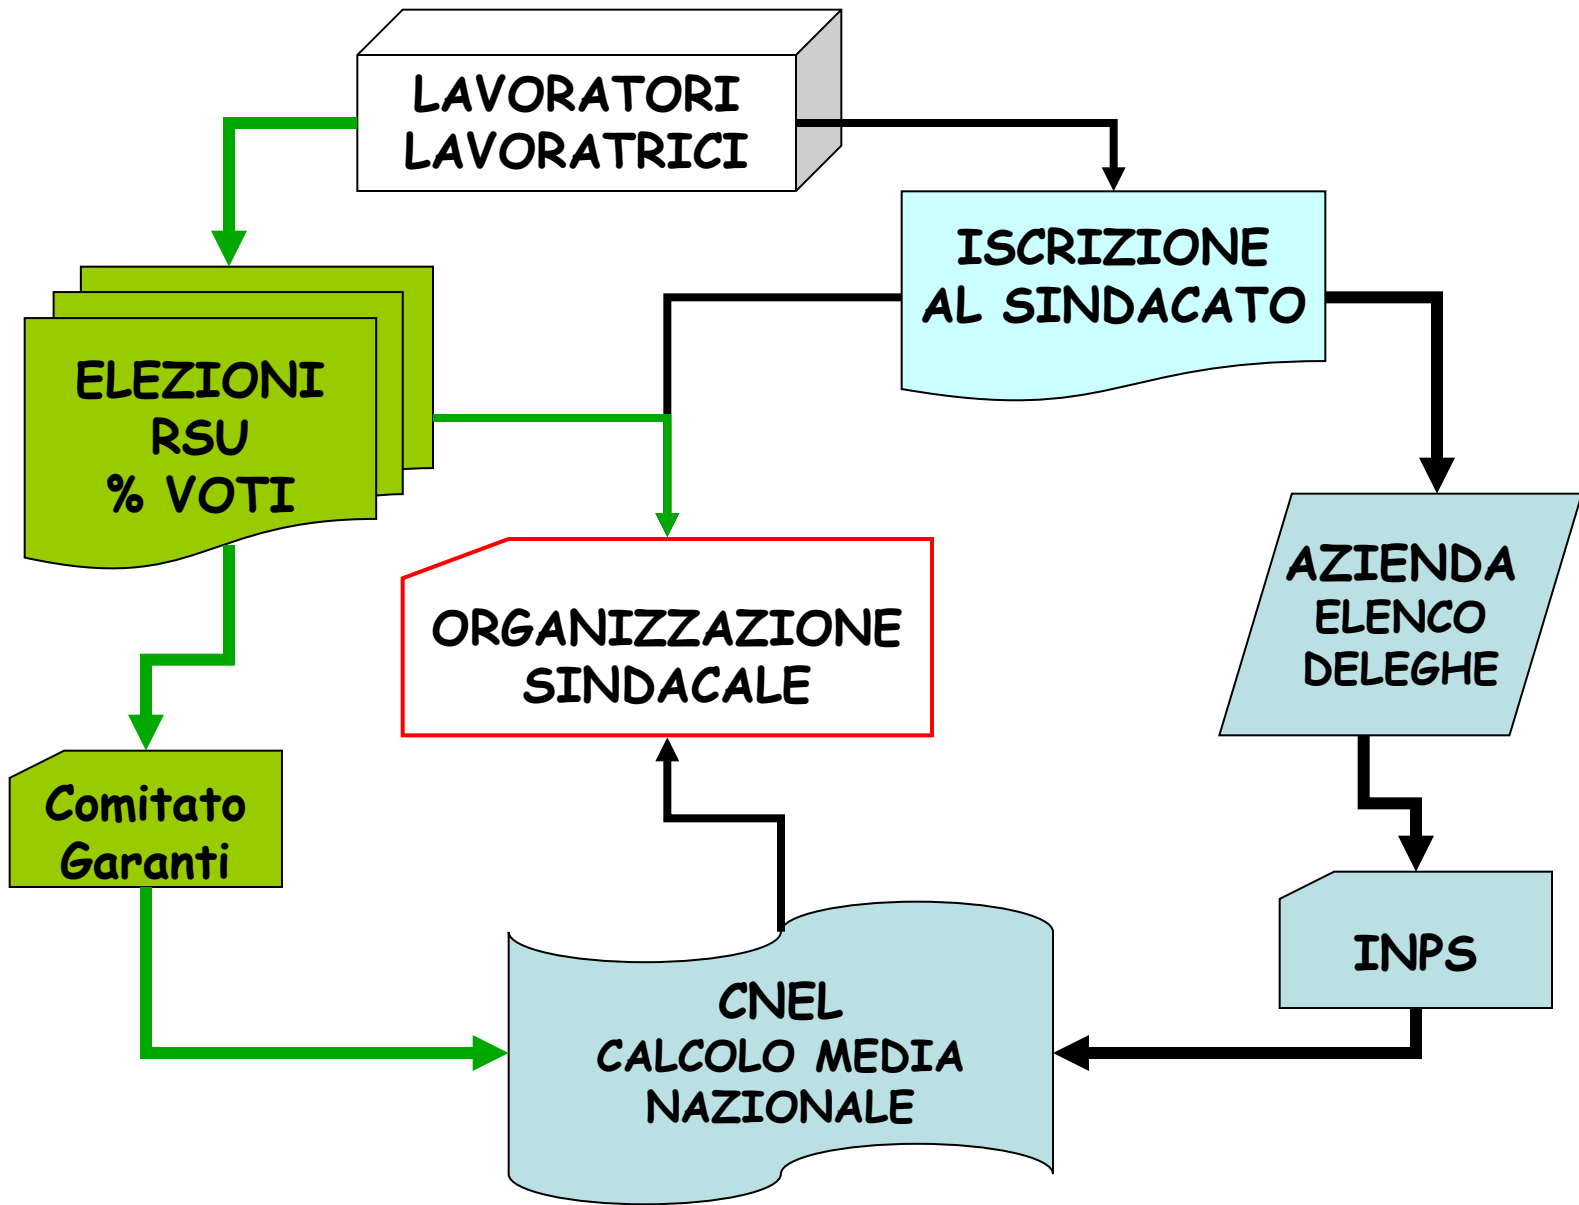 LAVORATORI
LAVORATRICI
ISCRIZIONE
AL SINDACATO
ELEZIONI
RSU
% VOTI
ORGANIZZAZIONE
SINDACALE
AZIENDA
ELENCO
DELEGHE
Comitato
Garanti
INPS
CNEL
CALCOLO MEDIA
NAZIONALE